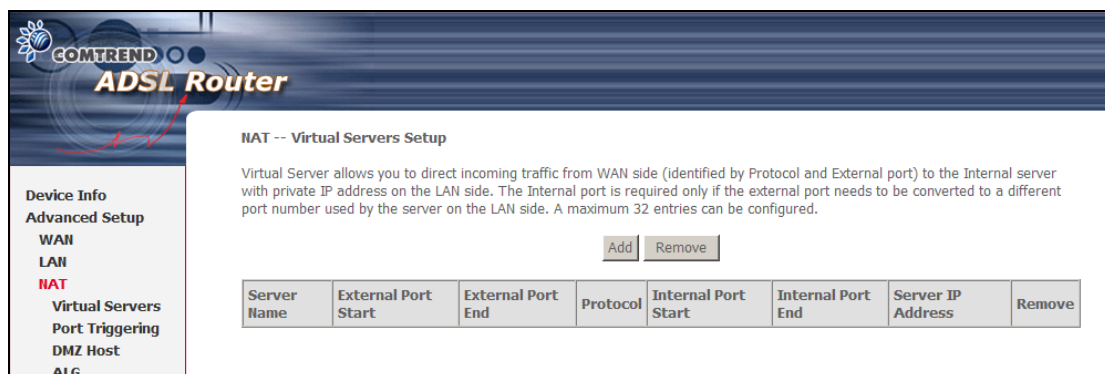 COMTREND
ADSL Router
NAT -- Virtual Servers Setup
Virtual Server allows you to direct incoming traffic from WAN side (identified by Protocol and External port) to the Internal server
with private IP address on the LAN side. The Internal port is required only if the external port needs to be converted to a different
port number used by the server on the LAN side. A maximum 32 entries can be configured.
Add Remove
Server Name External Port Start External Port End Protocol Internal Port Start Internal Port End Server IP Address Remove
Device Info
Advanced Setup
WAN
LAN
NAT
Virtual Servers
Port Triggering
DMZ Host
ALG